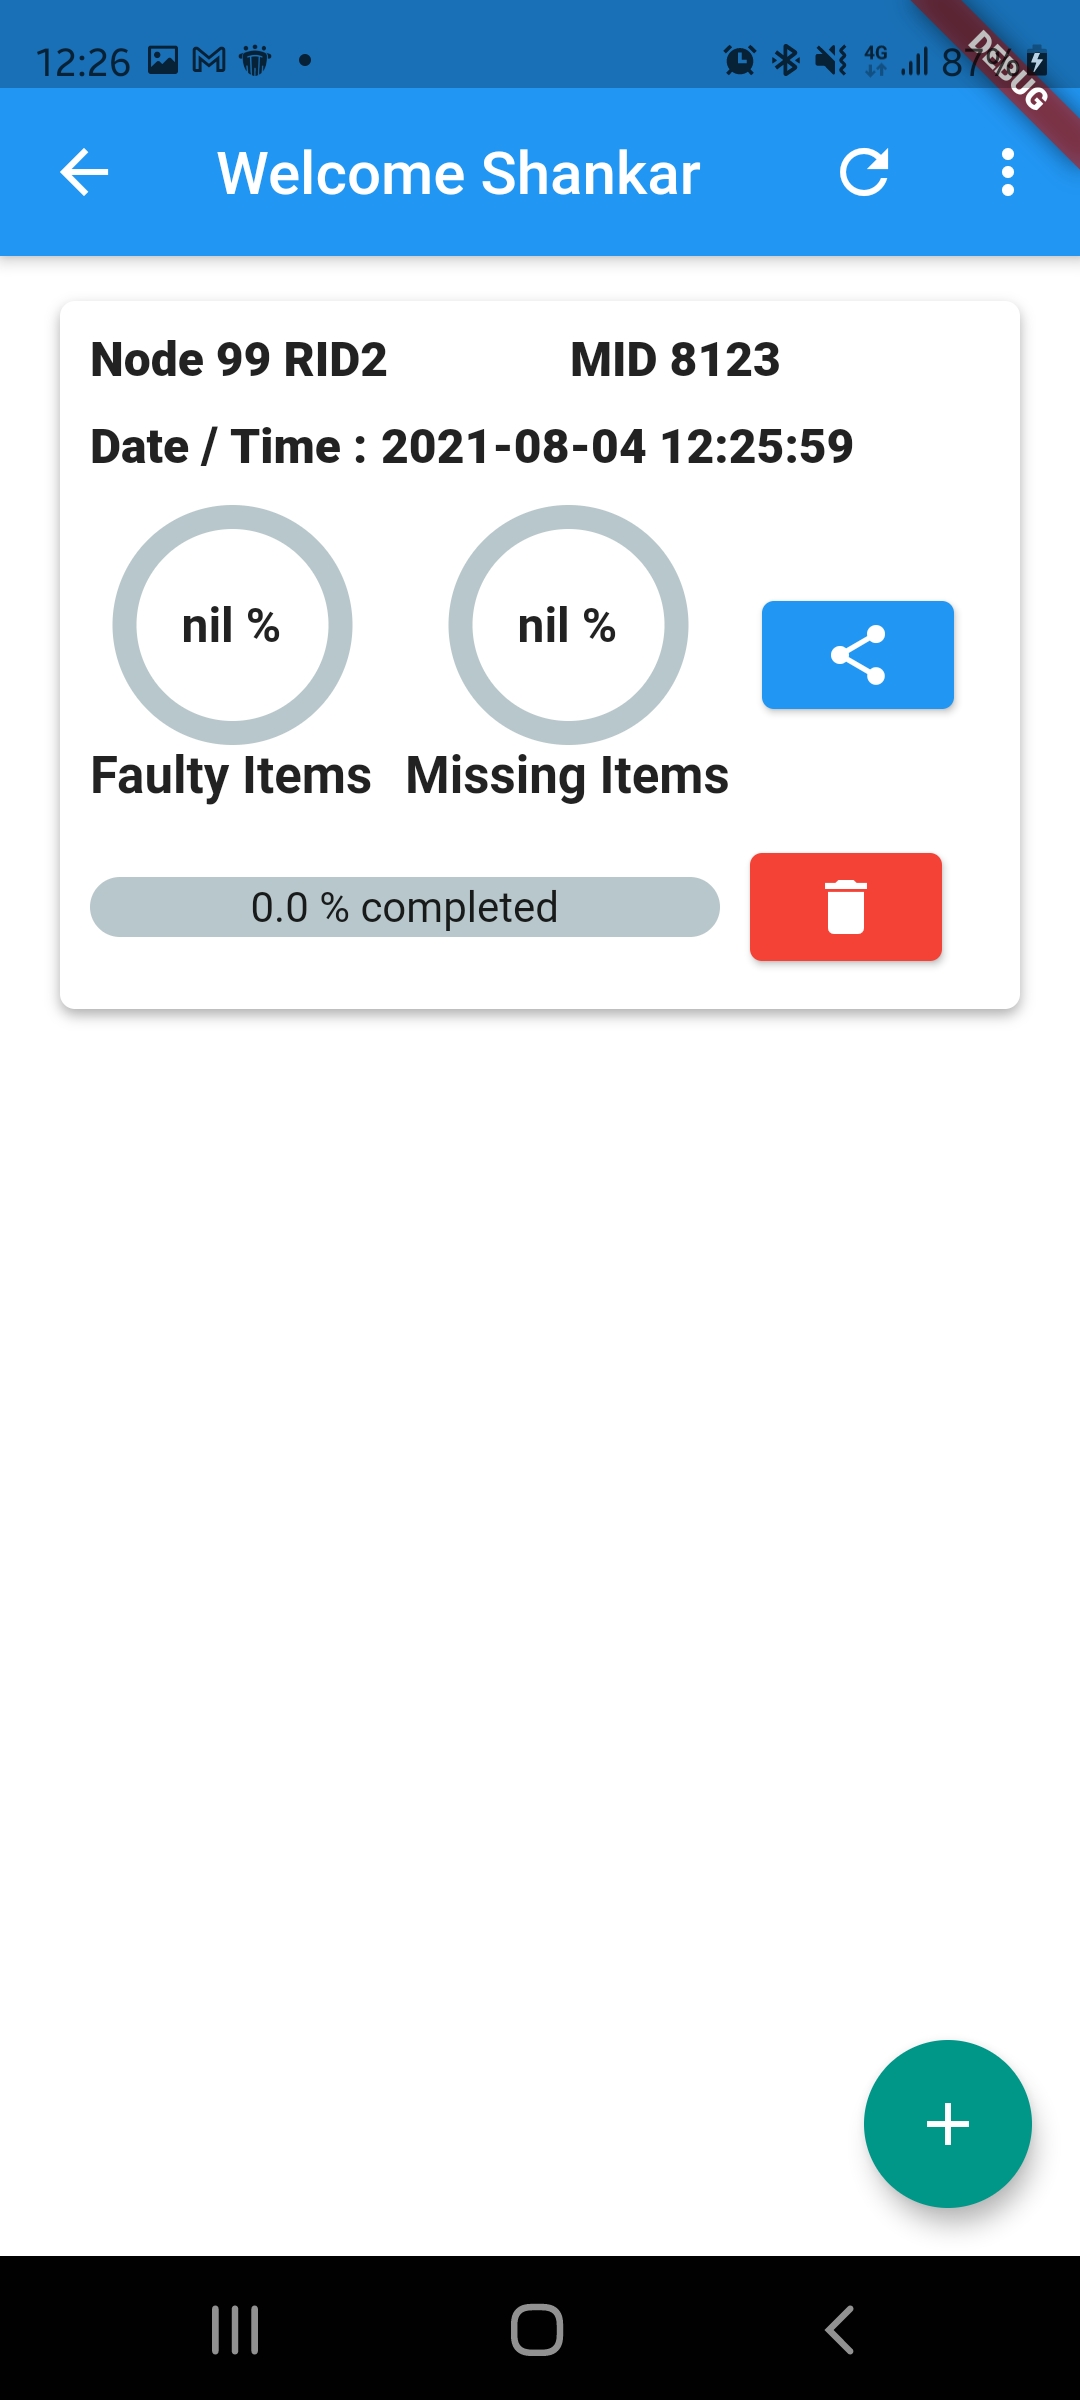 12:26
4G 87%
DEBUG
Welcome Shankar
Node 99 RID2 MID 8123
Date / Time : 2021-08-04 12:25:59
nil % nil %
Faulty Items Missing Items
0.0 % completed